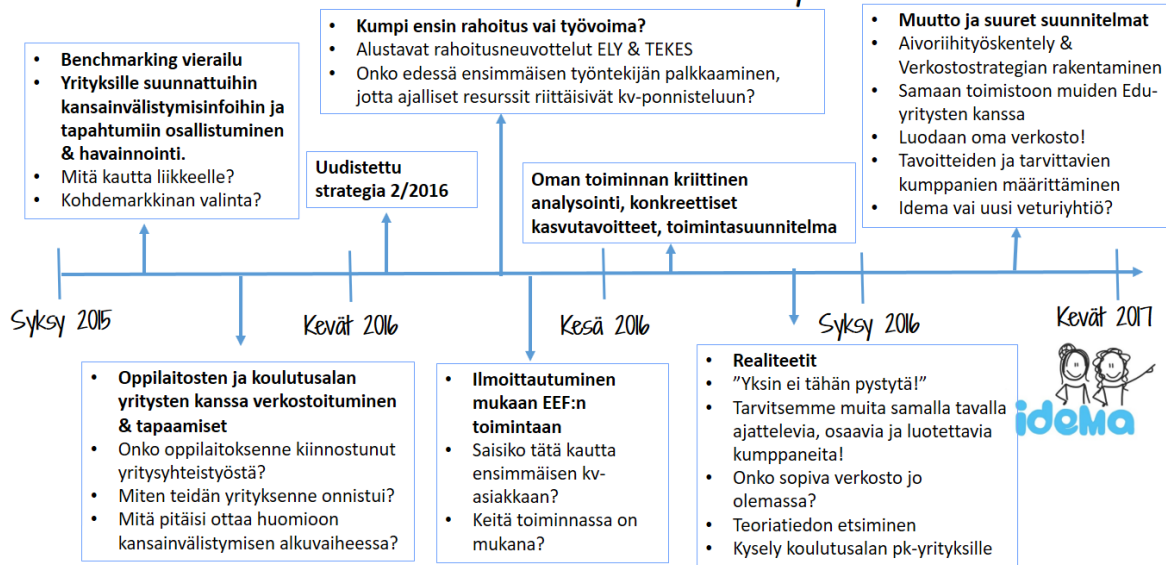 • Benchmarking vierailu
• Yrityksille suunnattuihin
kansainvälistymisinfoihin ja
tapahtumiin osallistuminen
& havainnointi.
• Mitä kautta liikkeelle?
• Kohdemarkkinan valinta?
Uudistettu
strategia 2/2016
• Kumpi ensin rahoitus vai työvoima?
• Alustavat rahoitusneuvottelut ELY & TEKES
• Onko edessä ensimmäisen työntekijän palkkaaminen,
jotta ajalliset resurssit riittäisivät kv-ponnisteluun?
Oman toiminnan kriittinen
analysointi, konkreettiset
kasvutavoitteet, toimintasuunnitelma
• Muutto ja suuret suunnitelmat
• Aivoriihityöskentely &
Verkostostrategian rakentaminen
• Samaan toimistoon muiden Edu-
yritysten kanssa
• Luodaan oma verkosto!
• Tavoitteiden ja tarvittavien
kumppanien määrittäminen
• Idema vai uusi veturiyhtiö?
Syksy 2015
Kevät 2016
Kesä 2016
Syksy 2016
Kevät 2017
• Oppilaitosten ja koulutusalan
yritysten kanssa verkostoituminen
& tapaamiset
• Onko oppilaitoksenne kiinnostunut
yritysyhteistyöstä?
• Miten teidän yrityksenne onnistui?
• Mitä pitäisi ottaa huomioon
kansainvälistymisen alkuvaiheessa?
• Ilmoittautuminen
mukaan EEF:n
toimintaan
• Saisiko tätä kautta
ensimmäisen kv-
asiakkaan?
• Keitä toiminnassa on
mukana?
• Realiteetit
• ”Yksin ei tähän pystytä!”
• Tarvitsemme muita samalla tavalla
ajattelevia, osaavia ja luotettavia
kumppaneita!
• Onko sopiva verkosto jo
olemassa?
• Teoriatiedon etsiminen
• Kysely koulutusalan pk-yrityksille
ideMa